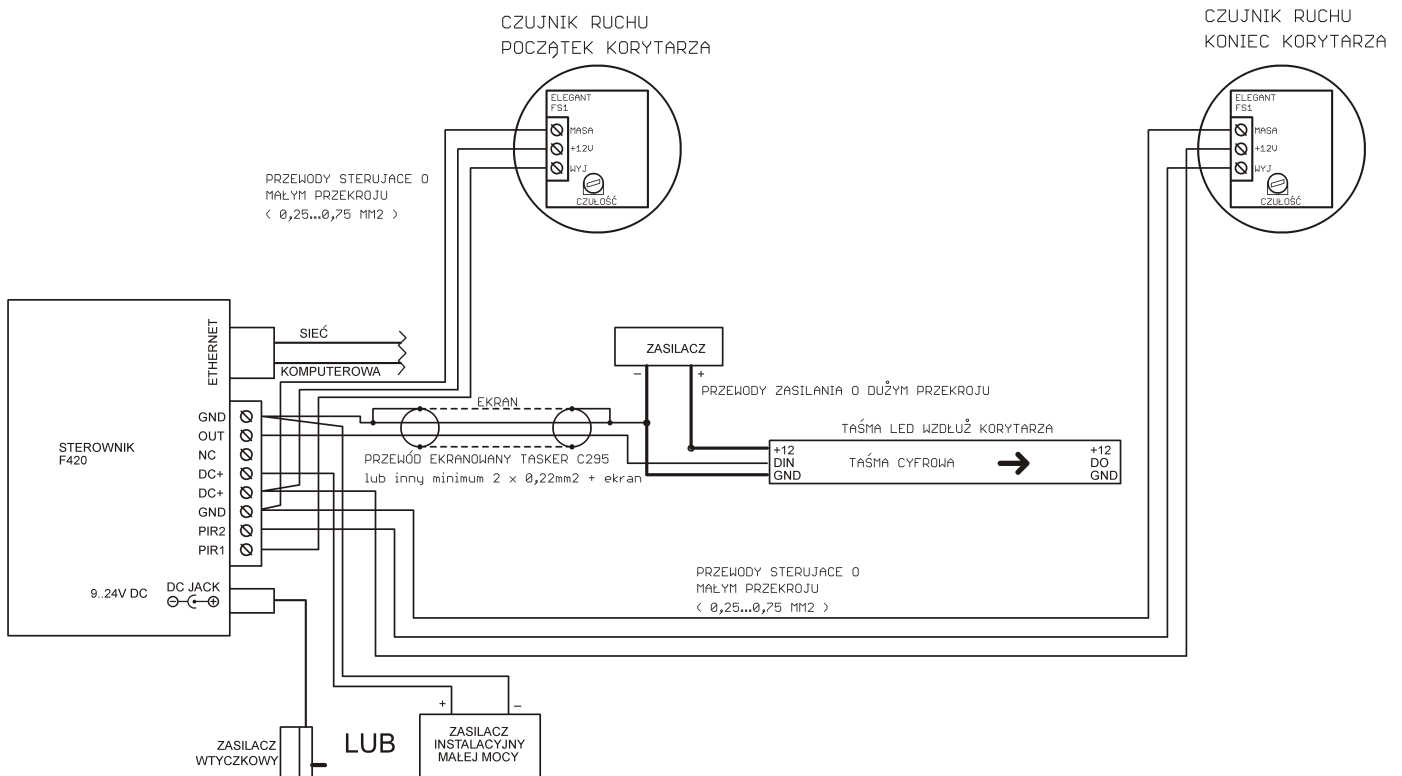 CZUJNIK RUCHU
POCZĄTEK KORYTARZA
CZUJNIK RUCHU
KONIEC KORYTARZA
ELEGANT
FS1
MASA
+12V
WYJ
CZUŁOŚĆ
ELEGANT
FS1
MASA
+12V
WYJ
CZUŁOŚĆ
PRZEWODY STERUJACE O
MAŁYM PRZEKROJU
( 0,25...0,75 MM2 )
ETHERNET
SIEĆ
KOMPUTEROWA
ZASILACZ
–
+
PRZEWODY ZASILANIA O DUŻYM PRZEKROJU
EKRAN
STEROWNIK
F420
GND
OUT
NC
DC+
DC+
GND
PIR2
PIR1
PRZEWÓD EKRANOWANY TASKER C295
lub inny minimum 2 x 0,22mm2 + ekran
TAŚMA LED WZDŁUŻ KORYTARZA
+12
DIN
GND
TAŚMA CYFROWA
+12
DO
GND
PRZEWODY STERUJACE O
MAŁYM PRZEKROJU
( 0,25...0,75 MM2 )
9..24V DC
DC JACK
+
–
ZASILACZ
WTYCZKOWY
LUB
ZASILACZ
INSTALACYJNY
MAŁEJ MOCY